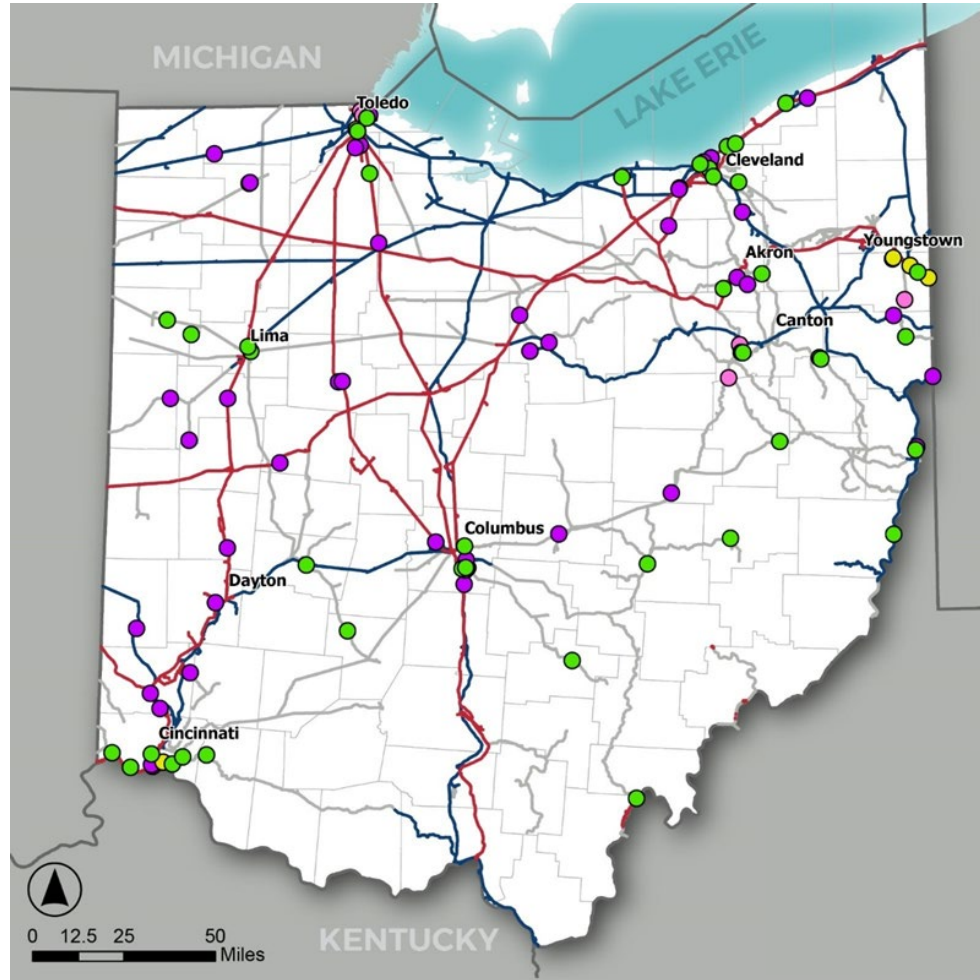 MICHIGAN
LAKE ERIE
Toledo
Cleveland
Youngstown
Akron
Canton
Lima
Columbus
Dayton
Cincinnati
KENTUCKY
0 12.5 25 50
Miles